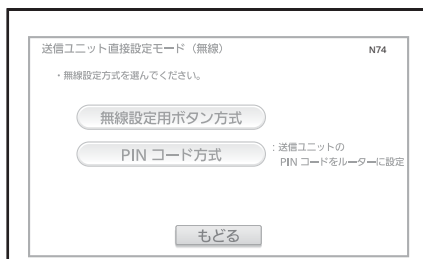 送信ユニット直接設定モード（無線）
N74
・無線設定方式を選んでください。
無線設定用ボタン方式
PIN コード方式
：送信ユニットの
PIN コードをルーターに設定
もどる